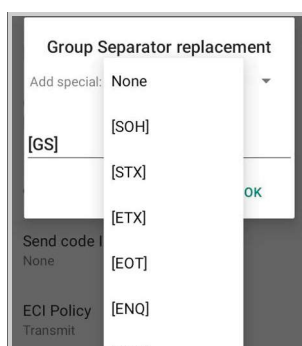 Group Separator replacement
Add special: None
[SOH]
[GS]
[STX]
OK
[ETX]
Send code I
None
[EOT]
ECI Policy
[ENQ]
Transmit